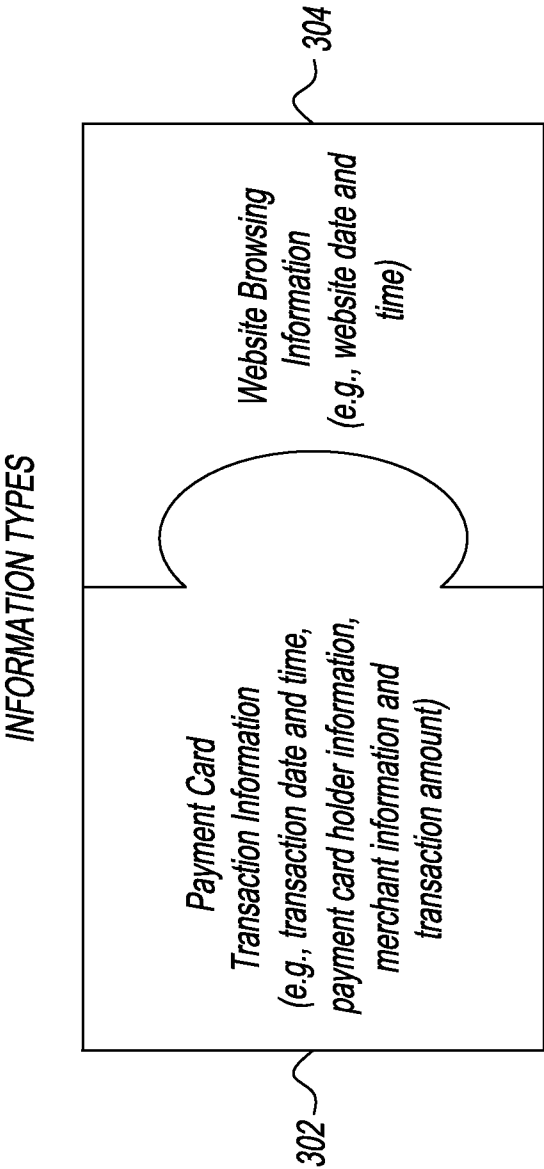 INFORMATION TYPES
302
Payment Card
Transaction Information
(e.g., transaction date and time,
payment card holder information,
merchant information and
transaction amount)
Website Browsing
Information
(e.g., website date and
time)
304